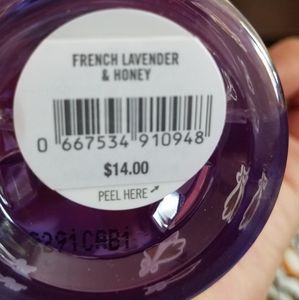 FRENCH LAVENDER
& HONEY
0 667534 910948
$14.00
PEEL HERE